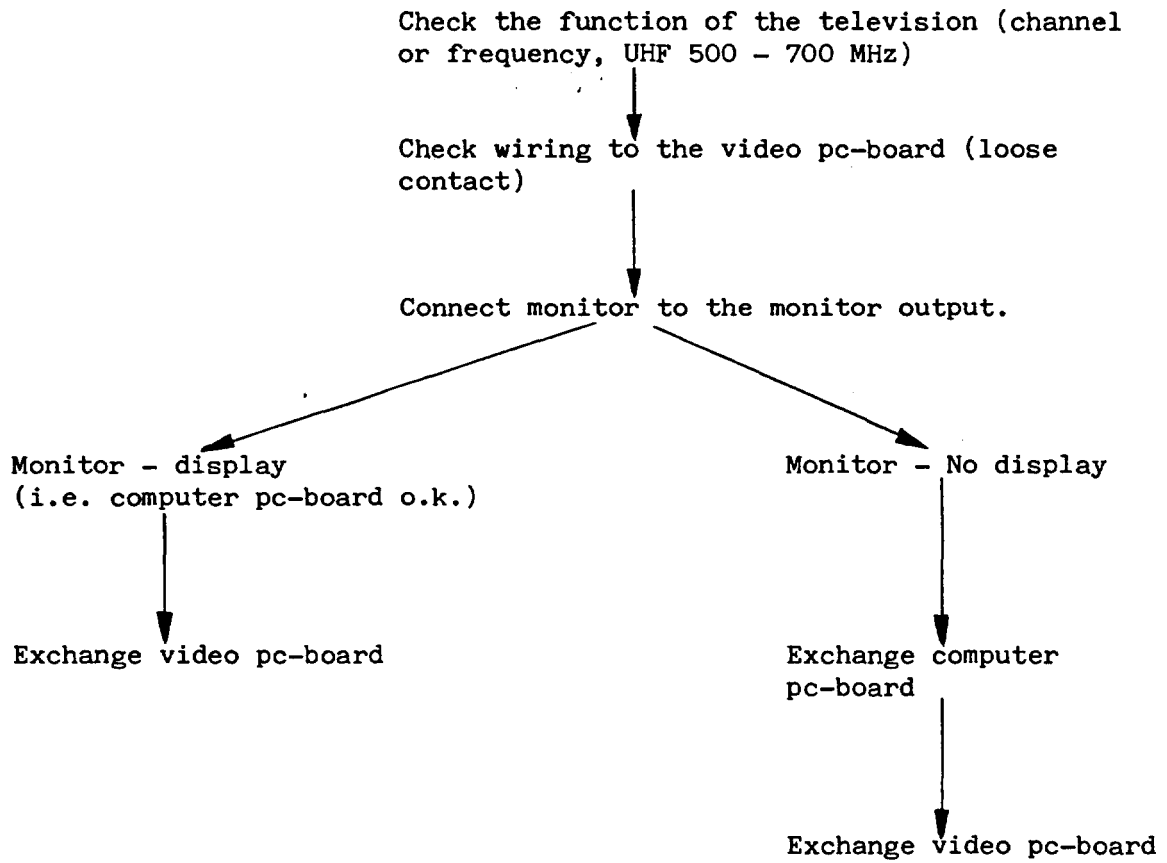 Check the function of the television (channel
or frequency, UHF 500 – 700 MHz)
Check wiring to the video pc-board (loose
contact)
Connect monitor to the monitor output.
Monitor – display
(i.e. computer pc-board o.k.)
Monitor – No display
Exchange video pc-board
Exchange computer
pc-board
Exchange video pc-board